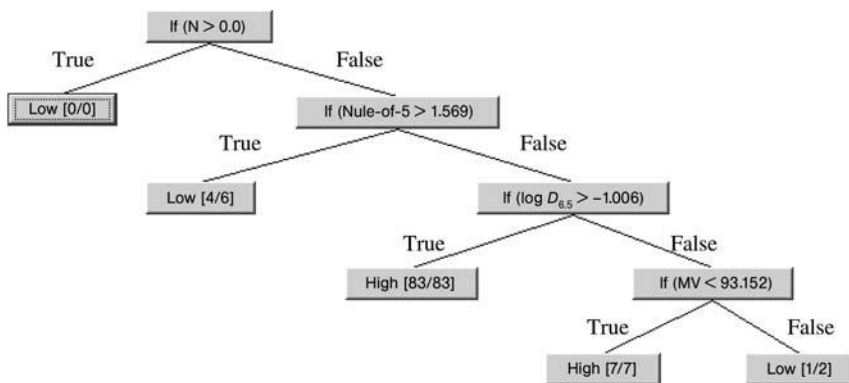 If (N > 0.0)
True
False
Low [0/0]
If (Nule-of-5 > 1.569)
True
False
Low [4/6]
If (log D6.5 > −1.006)
True
False
High [83/83]
If (MV < 93.152)
True
False
High [7/7]
Low [1/2]